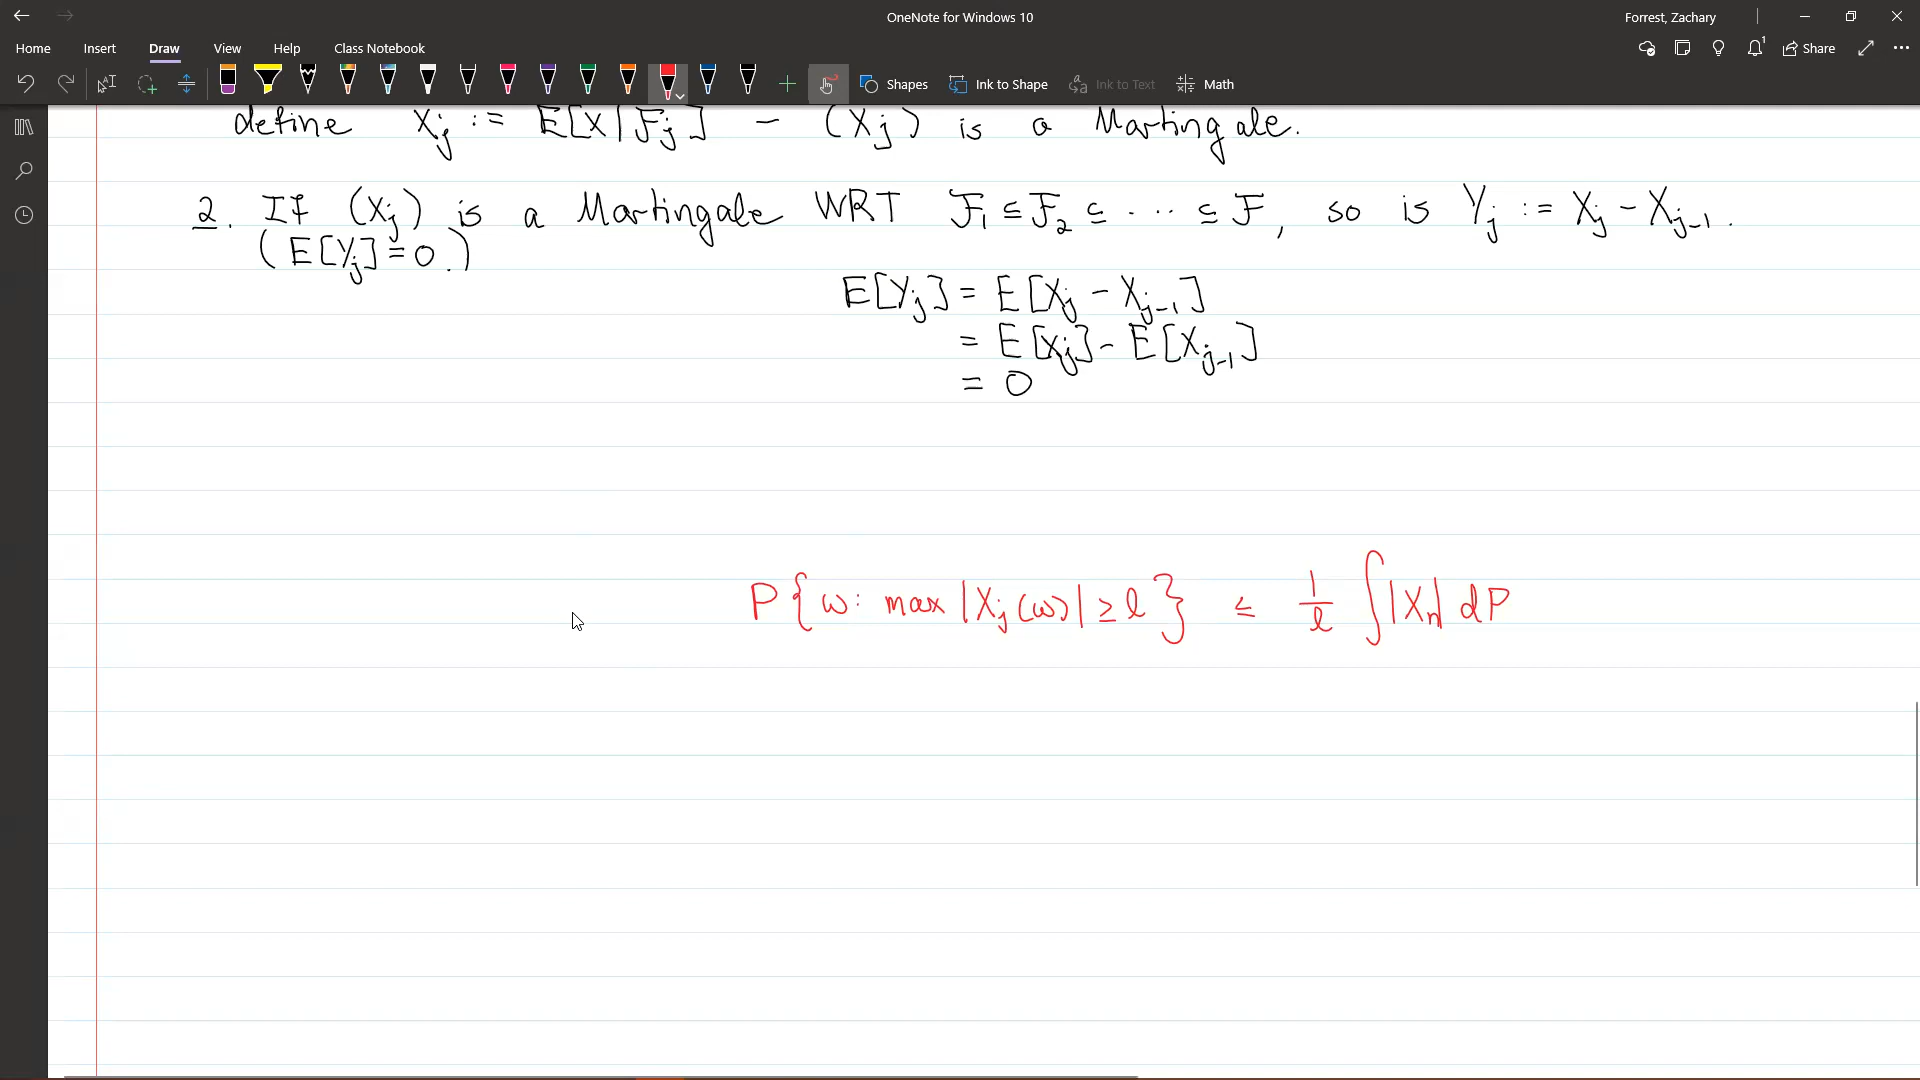 OneNote for Windows 10
Forrest, Zachary
Home Insert Draw View Help Class Notebook
Share
Shapes Ink to Shape Ink to Text Math
define Xj := E[X|Fj] - (Xj) is a Martingale.
2. If (Xj) is a Martingale WRT F₁ ⊆ F₂ ⊆ ... ⊆ F, so is Yj := Xj - Xj-1.
(E[Yj] = 0.)
E[Yj] = E[Xj - Xj-1]
= E[Xj] - E[Xj-1]
= 0
P{ω: max |Xj(ω)| ≥ l} ≤ 1/l ∫|Xn| dP